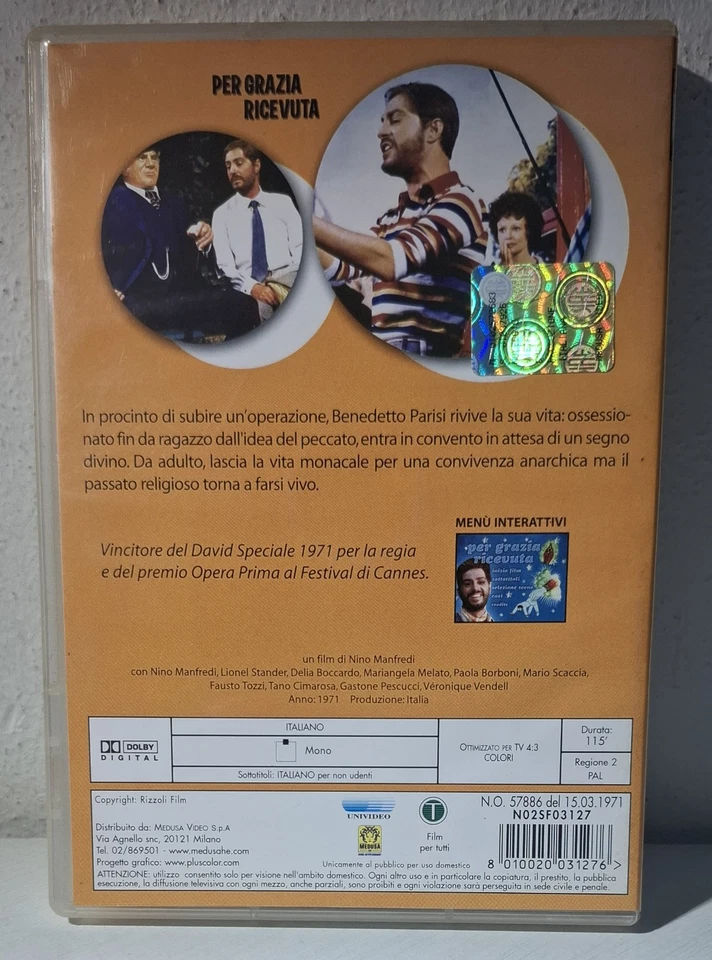 PER GRAZIA
RICEVUTA
In procinto di subire un'operazione, Benedetto Parisi rivive la sua vita: ossessio-
nato fin da ragazzo dall'idea del peccato, entra in convento in attesa di un segno
divino. Da adulto, lascia la vita monacale per una convivenza anarchica ma il
passato religioso torna a farsi vivo.
MENÙ INTERATTIVI
per grazia
ricevuta
inizio film
sottotitoli
selezione scene
cast
credits
Vincitore del David Speciale 1971 per la regia
e del premio Opera Prima al Festival di Cannes.
un film di Nino Manfredi
con Nino Manfredi, Lionel Stander, Delia Boccardo, Mariangela Melato, Paola Borboni, Mario Scaccia,
Fausto Tozzi, Tano Cimarosa, Gastone Pescucci, Véronique Vendell
Anno: 1971 Produzione: Italia
DOLBY
DIGITAL
ITALIANO
Mono
Sottotitoli: ITALIANO per non udenti
OTTIMIZZATO PER TV 4:3
COLORI
Durata:
115'
Regione 2
PAL
Copyright: Rizzoli Film
Distribuito da: MEDUSA VIDEO S.p.A
Via Agnello snc, 20121 Milano
Tel. 02/869501 - www.medusahe.com
Progetto grafico: www.pluscolor.com
UNIVIDEO
MEDUSA
T
Film
per tutti
Unicamente al pubblico per uso domestico
N.O. 57886 del 15.03.1971
N02SF03127
8 010020 031276 >
ATTENZIONE: utilizzo consentito solo per visione nell'ambito domestico. Ogni altro uso e in particolare la copiatura, il prestito, la pubblica
esecuzione, la diffusione televisiva con ogni mezzo, anche parziali, sono proibiti e ogni violazione sarà perseguita in sede civile e penale.